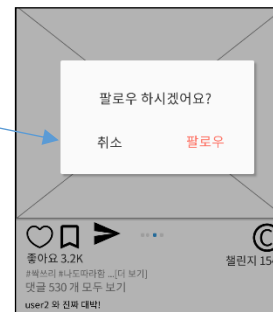 팔로우 하시겠어요?
취소 팔로우
좋아요 3.2K
챌린지 154
#싹쓰리 #나도따라함 ...[더 보기]
댓글 530 개 모두 보기
user2 와 진짜 대박!